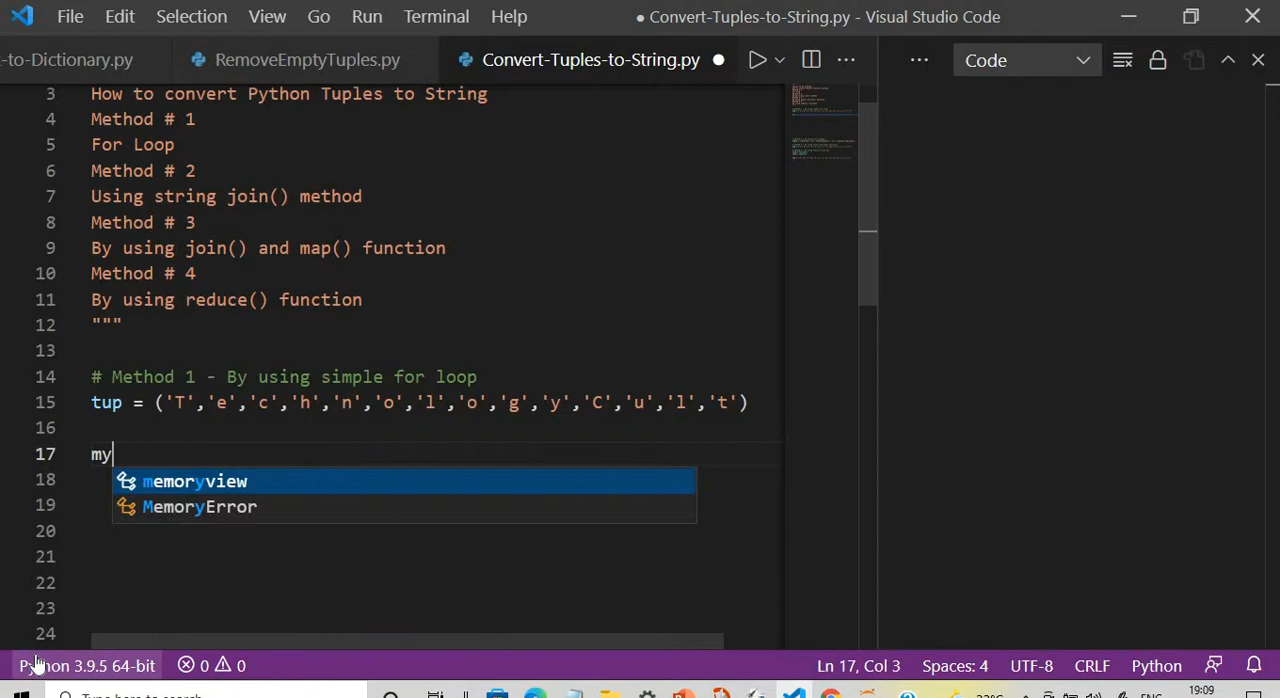 File Edit Selection View Go Run Terminal Help ● Convert-Tuples-to-String.py - Visual Studio Code
-to-Dictionary.py RemoveEmptyTuples.py Convert-Tuples-to-String.py Code
3 How to convert Python Tuples to String
4 Method # 1
5 For Loop
6 Method # 2
7 Using string join() method
8 Method # 3
9 By using join() and map() function
10 Method # 4
11 By using reduce() function
12 """
13
14 # Method 1 - By using simple for loop
15 tup = ('T','e','c','h','n','o','l','o','g','y','C','u','l','t')
16
17 my
18 memoryview
19 MemoryError
20
21
22
23
24
Python 3.9.5 64-bit 0 0 Ln 17, Col 3 Spaces: 4 UTF-8 CRLF Python
Type here to search ENG 19:09